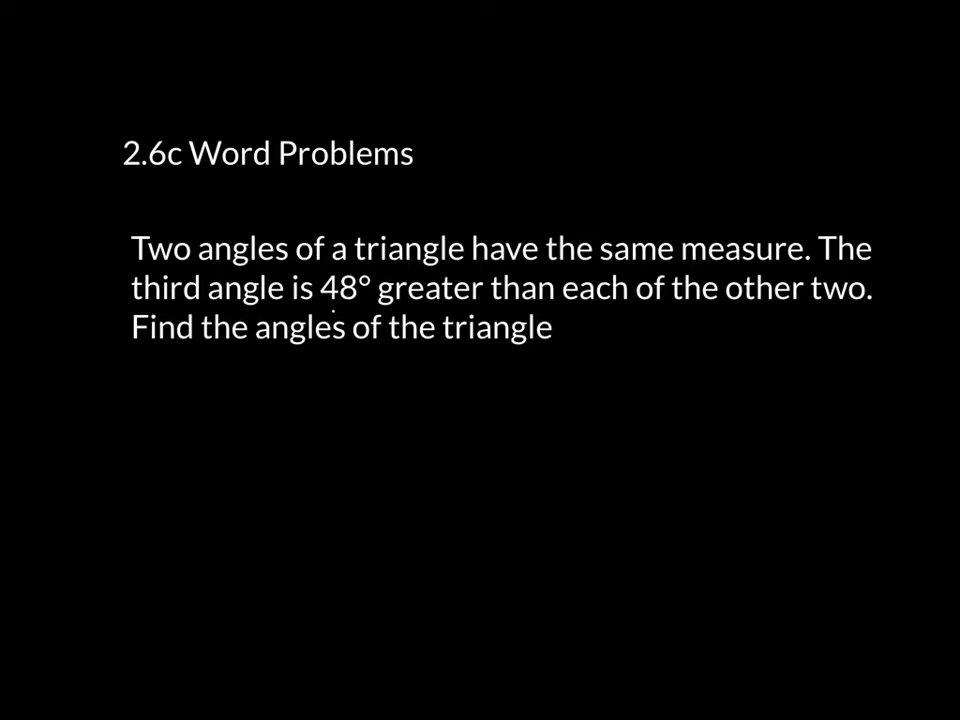 2.6c Word Problems
Two angles of a triangle have the same measure. The
third angle is 48° greater than each of the other two.
Find the angles of the triangle